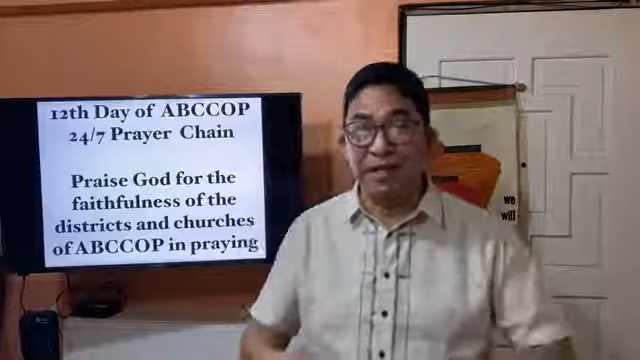 12th Day of ABCCOP
24/7 Prayer Chain
Praise God for the
faithfulness of the
districts and churches
of ABCCOP in praying
we
will